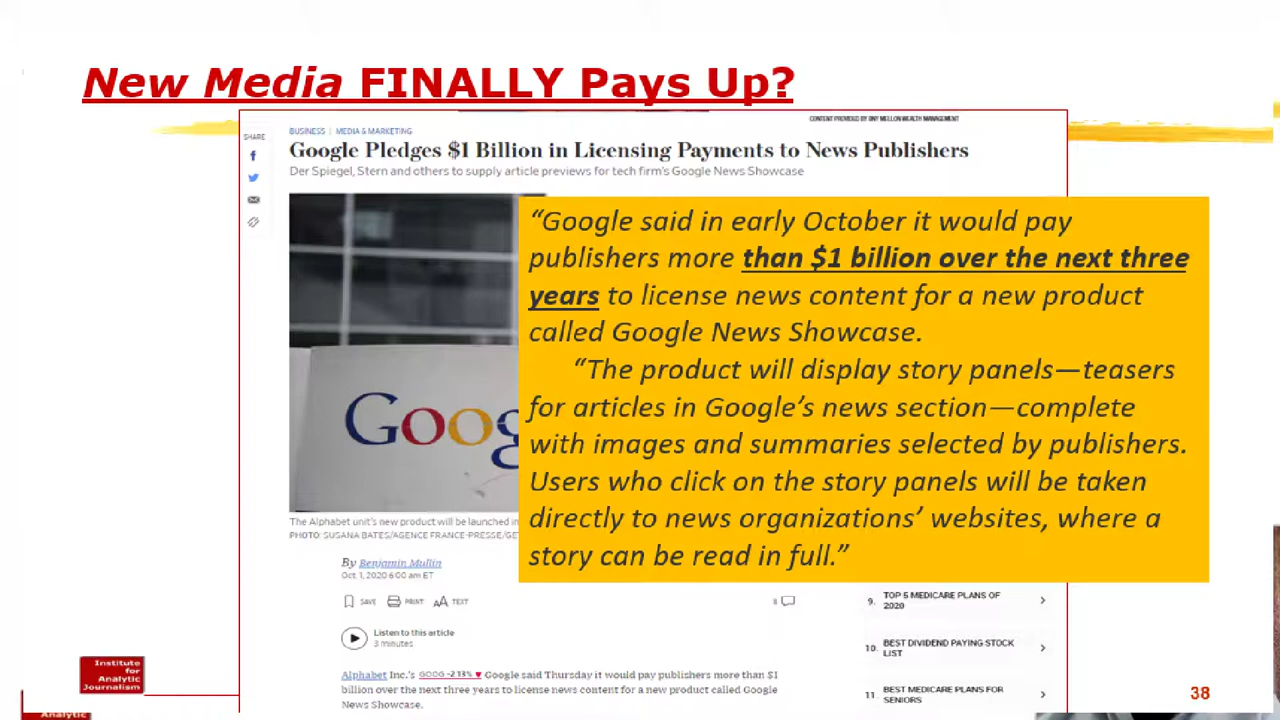 New Media FINALLY Pays Up?
CONTENT PROVIDED BY BNY MELLON WEALTH MANAGEMENT
SHARE
BUSINESS | MEDIA & MARKETING
Google Pledges $1 Billion in Licensing Payments to News Publishers
Der Spiegel, Stern and others to supply article previews for tech firm's Google News Showcase
Goog
“Google said in early October it would pay
publishers more than $1 billion over the next three
years to license news content for a new product
called Google News Showcase.
“The product will display story panels—teasers
for articles in Google’s news section—complete
with images and summaries selected by publishers.
Users who click on the story panels will be taken
directly to news organizations’ websites, where a
story can be read in full.”
The Alphabet unit's new product will be launched in
PHOTO: SUSANA BATES/AGENCE FRANCE-PRESSE/GE
By Benjamin Mullin
Oct. 1, 2020 6:00 am ET
SAVE PRINT AA TEXT
8
Listen to this article
3 minutes
Alphabet Inc.'s GOOG -2.13% ▼ Google said Thursday it would pay publishers more than $1
billion over the next three years to license news content for a new product called Google
News Showcase.
9. TOP 5 MEDICARE PLANS OF
2020
10. BEST DIVIDEND PAYING STOCK
LIST
11. BEST MEDICARE PLANS FOR
SENIORS
Institute
for
Analytic
Journalism
Analytic
38